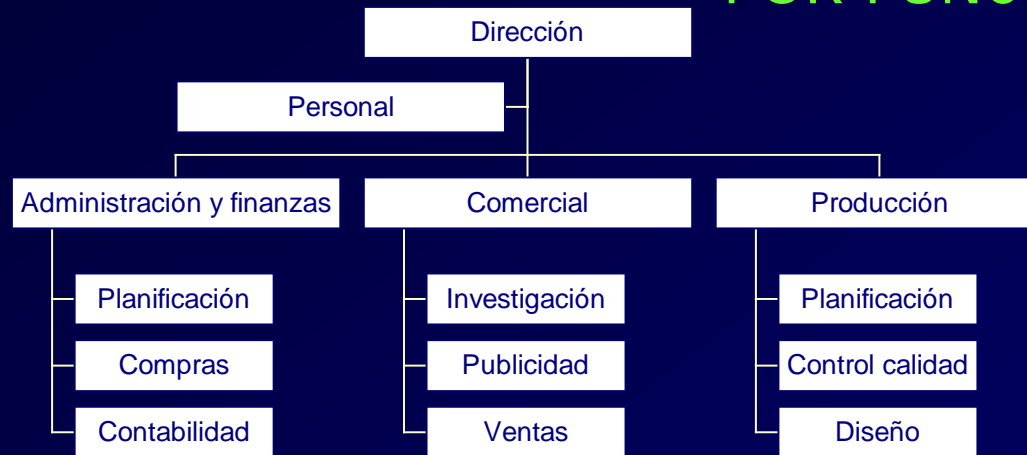 Dirección
Personal
Administración y finanzas
Comercial
Producción
Planificación
Investigación
Planificación
Compras
Publicidad
Control calidad
Contabilidad
Ventas
Diseño